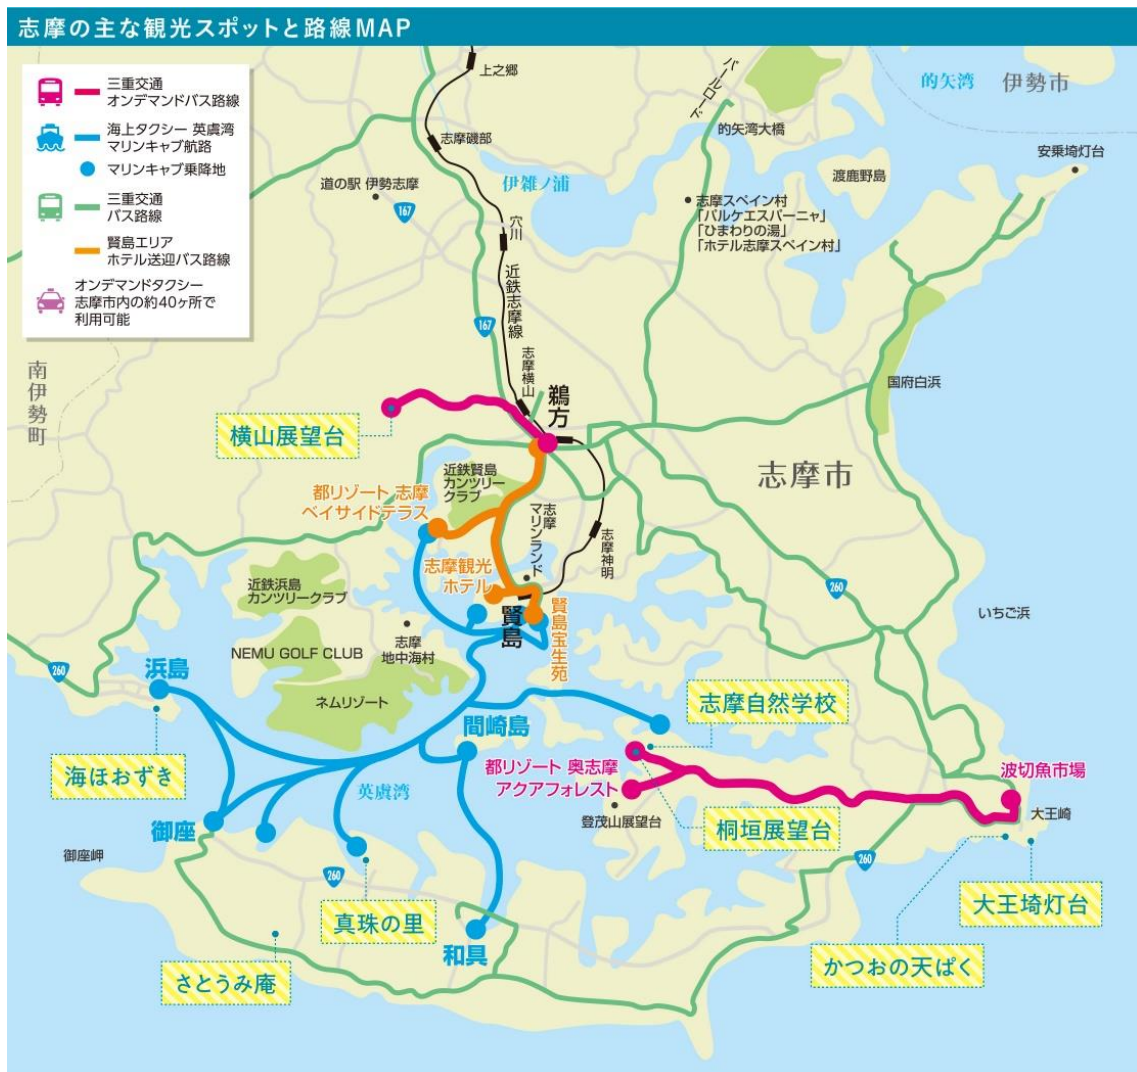 志摩の主な観光スポットと路線MAP
三重交通
オンデマンドバス路線
海上タクシー 英虞湾
マリンキャブ航路
マリンキャブ乗降地
三重交通
バス路線
賢島エリア
ホテル送迎バス路線
オンデマンドタクシー
志摩市内の約40ヶ所で
利用可能
上之郷
パールロード
的矢湾
伊勢市
的矢湾大橋
志摩磯部
安乗埼灯台
道の駅 伊勢志摩
伊雑ノ浦
渡鹿野島
167
穴川
志摩スペイン村
「パルケエスパーニャ」
「ひまわりの湯」
「ホテル志摩スペイン村」
近鉄志摩線
167
南伊勢町
志摩横山
鵜方
国府白浜
横山展望台
志摩市
近鉄賢島
カンツリー
クラブ
都リゾート 志摩
ベイサイドテラス
志摩
マリンランド
志摩神明
志摩観光
ホテル
近鉄浜島
カンツリークラブ
260
賢島
賢島宝生苑
いちご浜
志摩
地中海村
NEMU GOLF CLUB
260
浜島
ネムリゾート
志摩自然学校
間崎島
海ほおずき
都リゾート 奥志摩
アクアフォレスト
波切魚市場
英虞湾
登茂山展望台
桐垣展望台
大王崎
御座
御座岬
260
260
真珠の里
大王埼灯台
和具
かつおの天ぱく
さとうみ庵